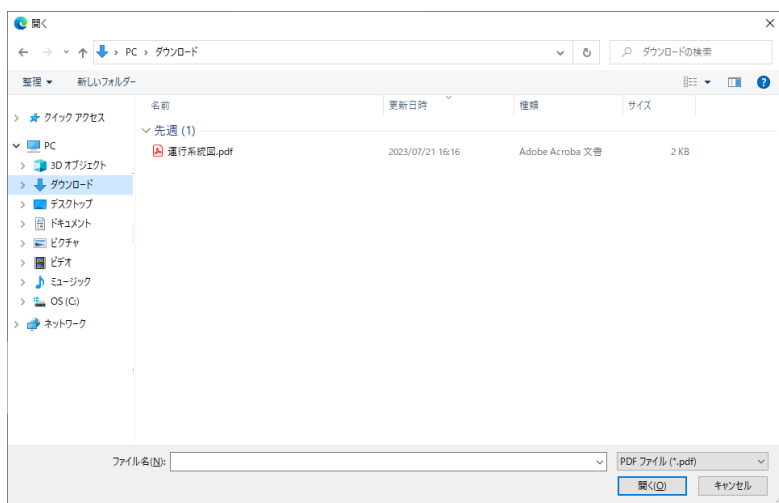 開く
PC › ダウンロード
ダウンロードの検索
整理 新しいフォルダー
名前 更新日時 種類 サイズ
クイック アクセス
PC
3D オブジェクト
ダウンロード
デスクトップ
ドキュメント
ピクチャ
ビデオ
ミュージック
OS (C:)
ネットワーク
先週 (1)
運行系統図.pdf 2023/07/21 16:16 Adobe Acroba 文書 2 KB
ファイル名(N):
PDF ファイル (*.pdf)
開く(O) キャンセル